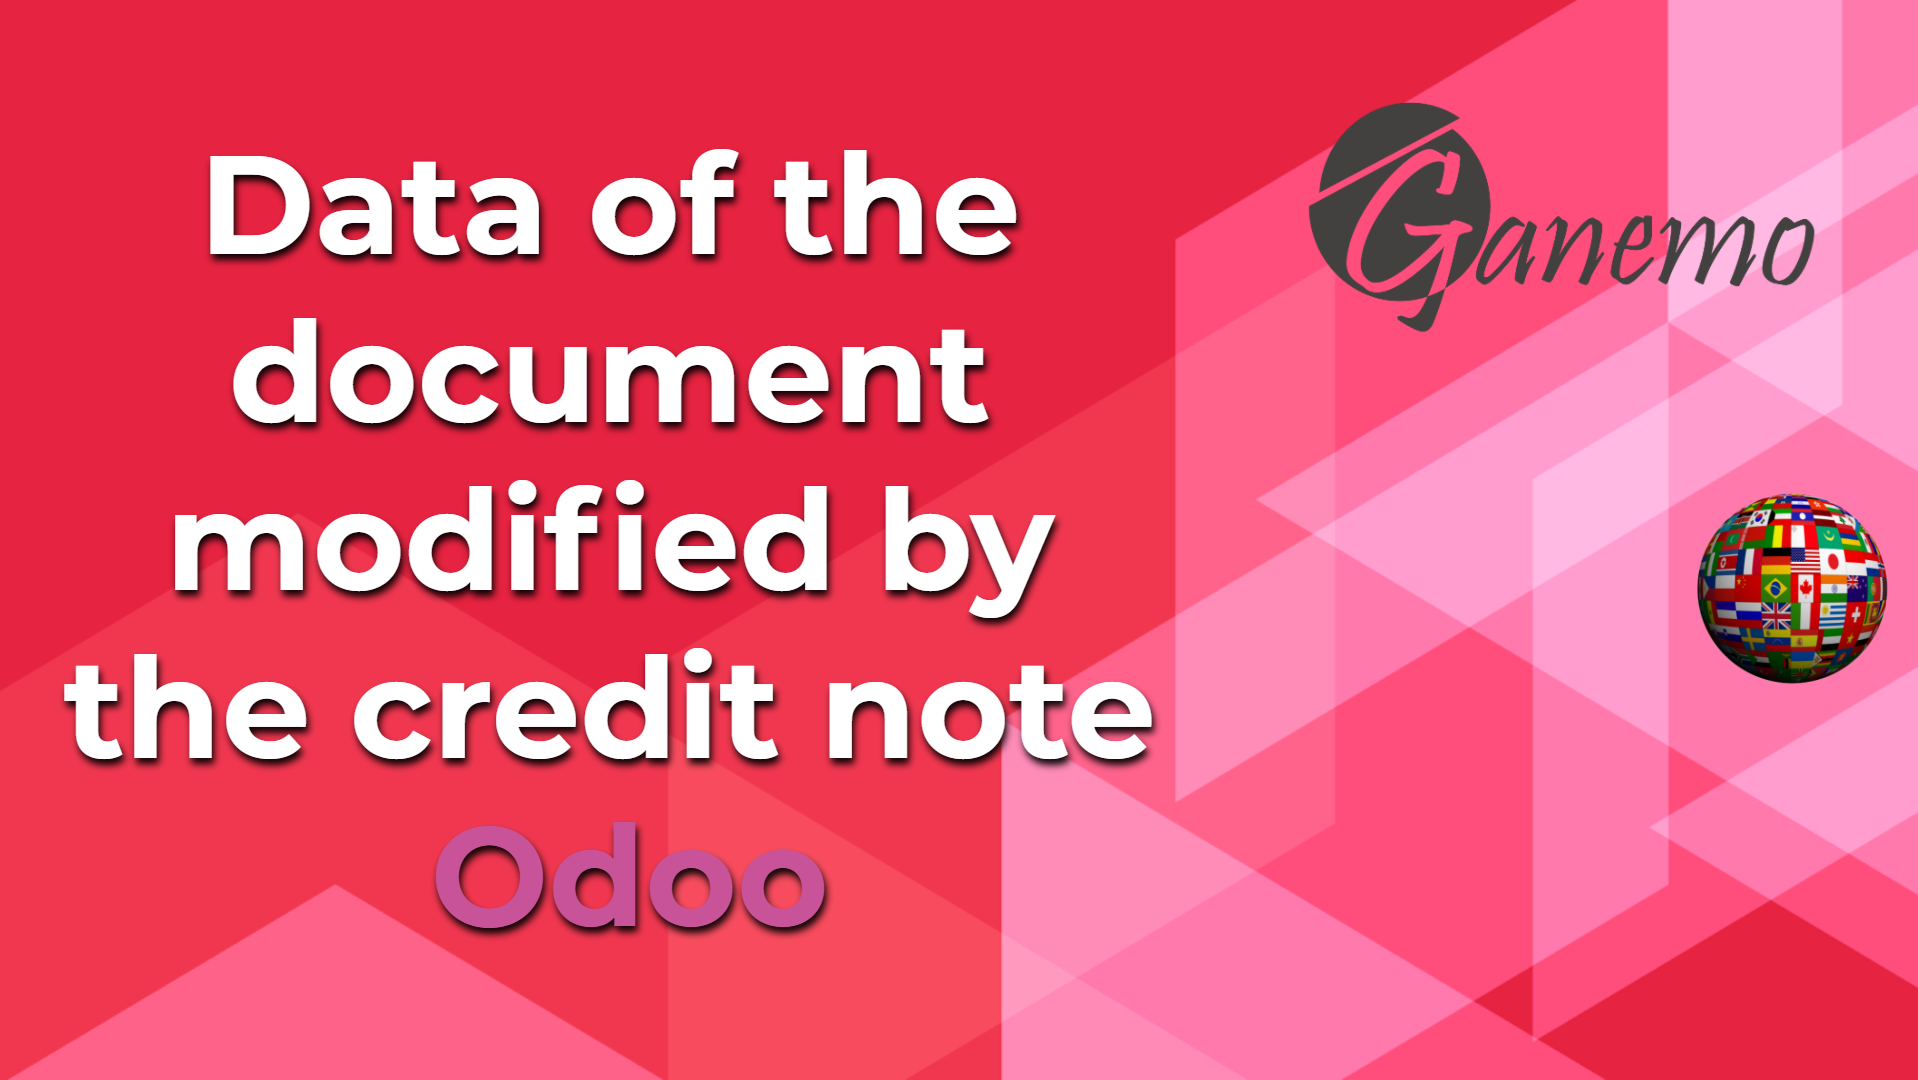 Data of the
document
modified by
the credit note
Odoo
Ganemo